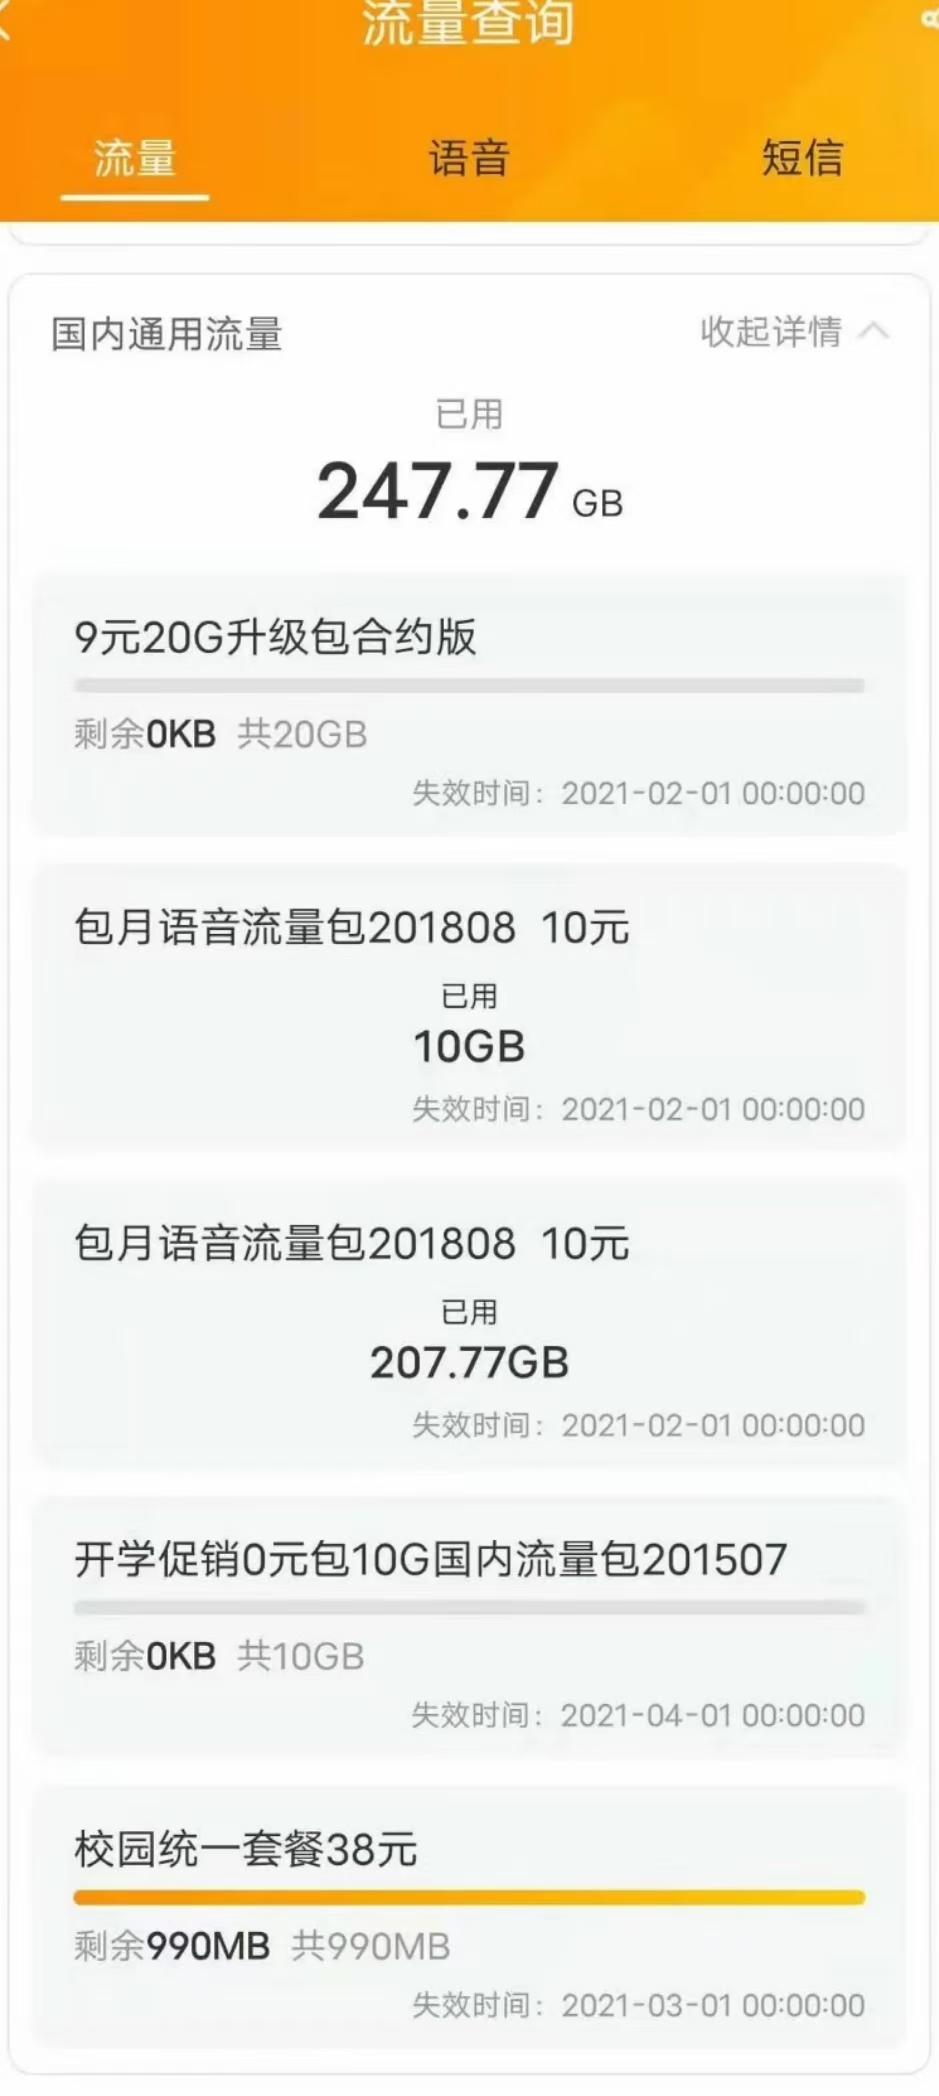 流量查询
流量 语音 短信
国内通用流量 收起详情
已用
247.77 GB
9元20G升级包合约版
剩余0KB 共20GB
失效时间：2021-02-01 00:00:00
包月语音流量包201808 10元
已用
10GB
失效时间：2021-02-01 00:00:00
包月语音流量包201808 10元
已用
207.77GB
失效时间：2021-02-01 00:00:00
开学促销0元包10G国内流量包201507
剩余0KB 共10GB
失效时间：2021-04-01 00:00:00
校园统一套餐38元
剩余990MB 共990MB
失效时间：2021-03-01 00:00:00